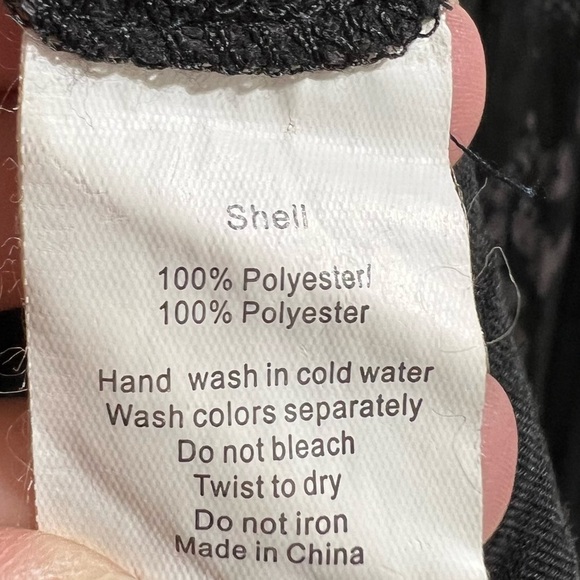 Shell
100% Polyester!
100% Polyester
Hand wash in cold water
Wash colors separately
Do not bleach
Twist to dry
Do not iron
Made in China